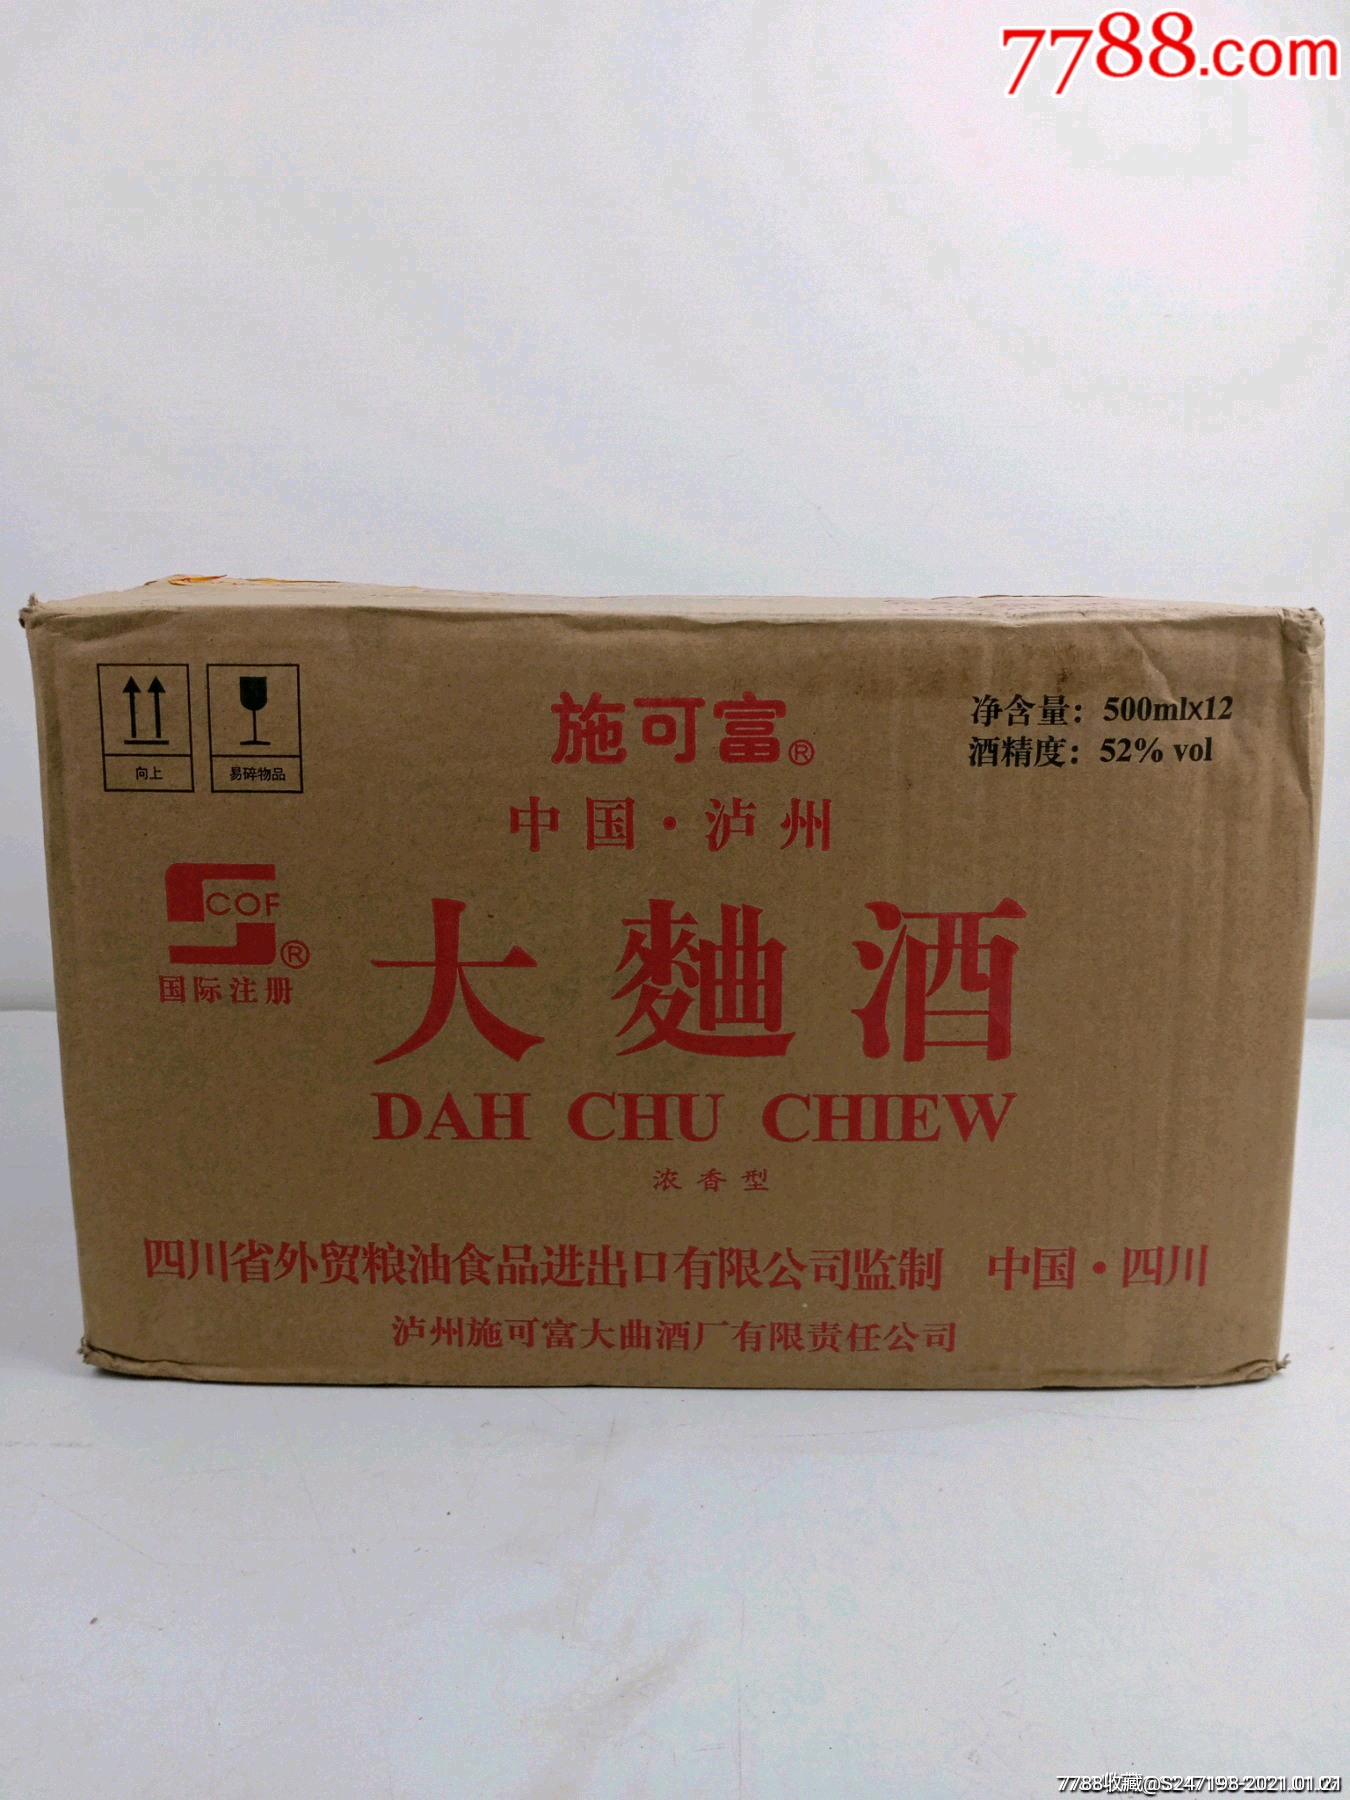 7788.com
向上
易碎物品
施可富®
净含量：500mlx12
酒精度：52% vol
中国·泸州
SCOF®
国际注册
大麯酒
DAH CHU CHIEW
浓香型
四川省外贸粮油食品进出口有限公司监制 中国·四川
泸州施可富大曲酒厂有限责任公司
7788收藏@S247198-2021.01.21